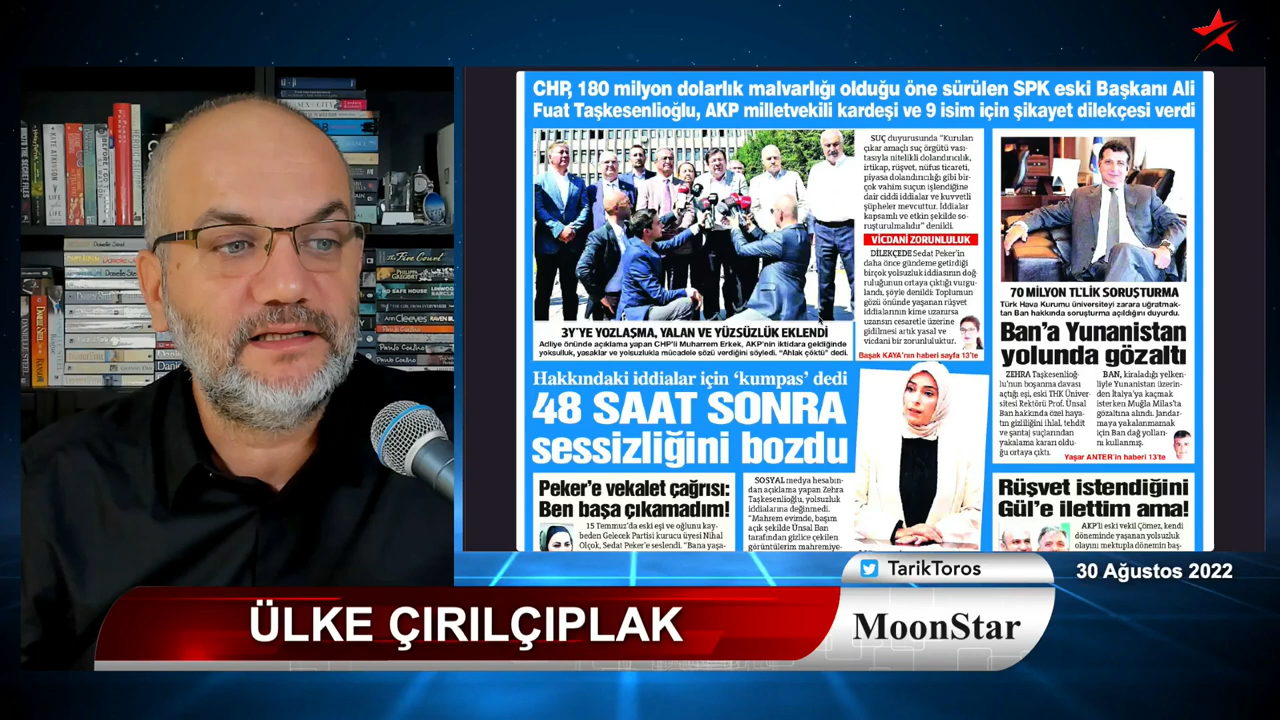 CHP, 180 milyon dolarlık malvarlığı olduğu öne sürülen SPK eski Başkanı Ali
Fuat Taşkesenlioğlu, AKP milletvekili kardeşi ve 9 isim için şikayet dilekçesi verdi
SUÇ duyurusunda "Kurulan
çıkar amaçlı suç örgütü vası-
tasıyla nitelikli dolandırıcılık,
irtikap, rüşvet, nüfus ticareti,
piyasa dolandırıcılığı gibi bir-
çok vahim suçun işlendiğine
dair ciddi iddialar ve kuvvetli
şüpheler mevcuttur. İddialar
kapsamlı ve etkin şekilde so-
ruşturulmalıdır" denildi.
VİCDANİ ZORUNLULUK
DİLEKÇEDE Sedat Peker'in
daha önce gündeme getirdiği
birçok yolsuzluk iddiasının doğ-
ruluğunun ortaya çıktığı vurgu-
landı, şöyle denildi: Toplumun
gözü önünde yaşanan rüşvet
iddialarının kime uzanırsa
uzansın cesaretle üzerine
gidilmesi artık yasal ve
vicdani bir zorunluluktur.
Başak KAYA'nın haberi sayfa 13'te
3Y'YE YOZLAŞMA, YALAN VE YÜZSÜZLÜK EKLENDİ
Adliye önünde açıklama yapan CHP'li Muharrem Erkek, AKP'nin iktidara geldiğinde
yoksulluk, yasaklar ve yolsuzlukla mücadele sözü verdiğini söyledi. "Ahlak çöktü" dedi.
70 MİLYON TL'LİK SORUŞTURMA
Türk Hava Kurumu üniversiteyi zarara uğratmak-
tan Ban hakkında soruşturma açıldığını duyurdu.
Ban'a Yunanistan
yolunda gözaltı
ZEHRA Taşkesenlioğ-
lu'nun boşanma davası
açtığı eşi, eski THK Üniver-
sitesi Rektörü Prof. Ünsal
Ban hakkında özel haya-
tın gizliliğini ihlal, tehdit
ve şantaj suçlarından
yakalama kararı oldu-
ğu ortaya çıktı.
BAN, kiraladığı yelken-
liyle Yunanistan üzerin-
den İtalya'ya kaçmak
isterken Muğla Milas'ta
gözaltına alındı. Jandar-
maya yakalanmamak
için Ban dağ yolları-
nı kullanmış.
Yaşar ANTER'in haberi 13'te
Hakkındaki iddialar için 'kumpas' dedi
48 SAAT SONRA
sessizliğini bozdu
Peker'e vekalet çağrısı:
Ben başa çıkamadım!
15 Temmuz'da eski eşi ve oğlunu kay-
beden Gelecek Partisi kurucu üyesi Nihal
Olçok, Sedat Peker'e seslendi. "Bana yaşa-
SOSYAL medya hesabın-
dan açıklama yapan Zehra
Taşkesenlioğlu, yolsuzluk
iddialarına değinmedi.
"Mahrem evimde, başım
açık şekilde Ünsal Ban
tarafından gizlice çekilen
görüntülerim mahremiye-
Rüşvet istendiğini
Gül'e ilettim ama!
AKP'li eski vekil Çömez, kendi
döneminde yaşanan yolsuzluk
olayını mektupla dönemin baş-
TarikToros
30 Ağustos 2022
ÜLKE ÇIRILÇIPLAK
MoonStar